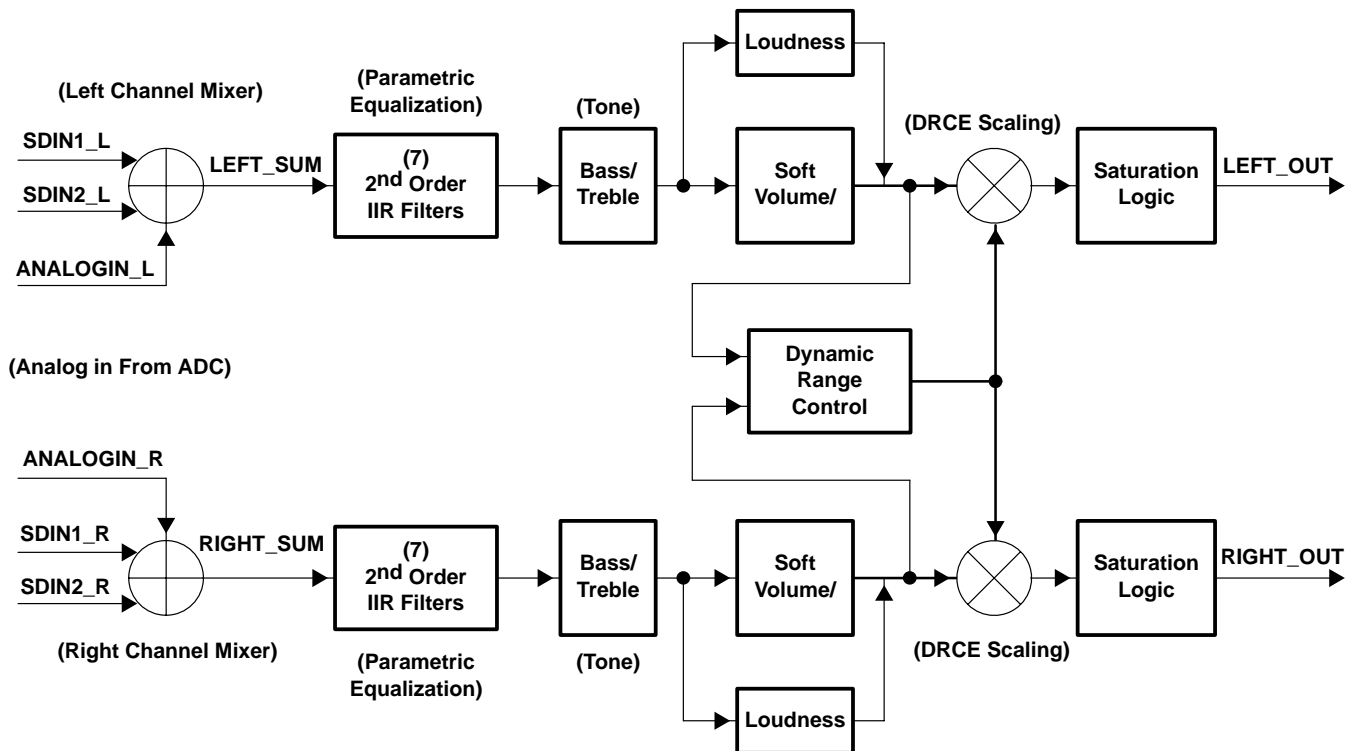 Loudness
(Left Channel Mixer)
(Parametric
Equalization)
(Tone)
(DRCE Scaling)
SDIN1_L
SDIN2_L
ANALOGIN_L
LEFT_SUM
(7)
2nd Order
IIR Filters
Bass/
Treble
Soft
Volume/
Saturation
Logic
LEFT_OUT
(Analog in From ADC)
Dynamic
Range
Control
ANALOGIN_R
SDIN1_R
SDIN2_R
RIGHT_SUM
(7)
2nd Order
IIR Filters
Bass/
Treble
Soft
Volume/
Saturation
Logic
RIGHT_OUT
(Right Channel Mixer)
(Parametric
Equalization)
(Tone)
(DRCE Scaling)
Loudness